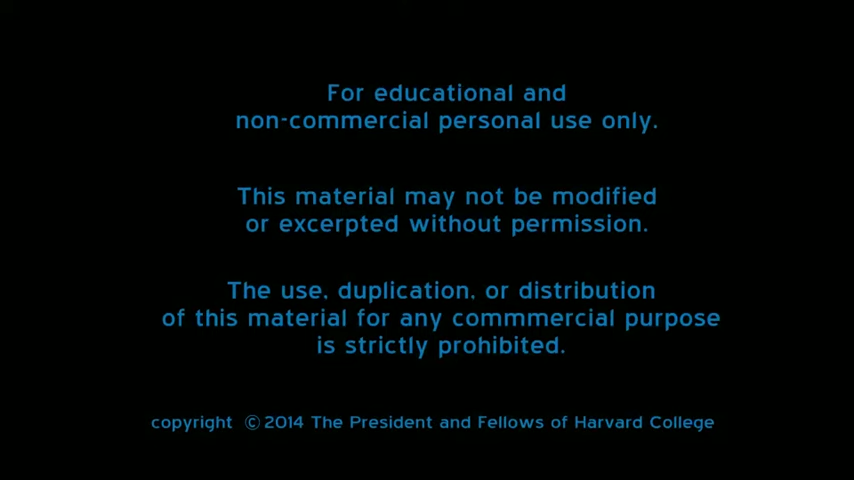 For educational and
non-commercial personal use only.
This material may not be modified
or excerpted without permission.
The use, duplication, or distribution
of this material for any commmercial purpose
is strictly prohibited.
copyright ©2014 The President and Fellows of Harvard College